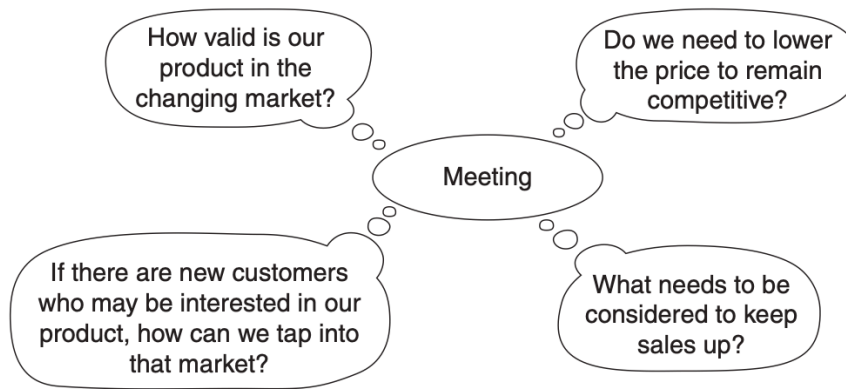 How valid is our
product in the
changing market?
Do we need to lower
the price to remain
competitive?
Meeting
If there are new customers
who may be interested in our
product, how can we tap into
that market?
What needs to be
considered to keep
sales up?